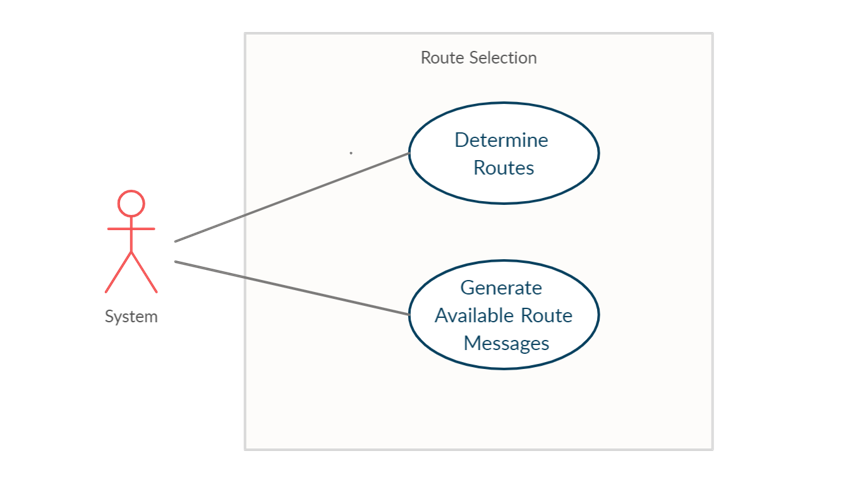 Route Selection
Determine
Routes
System
Generate
Available Route
Messages